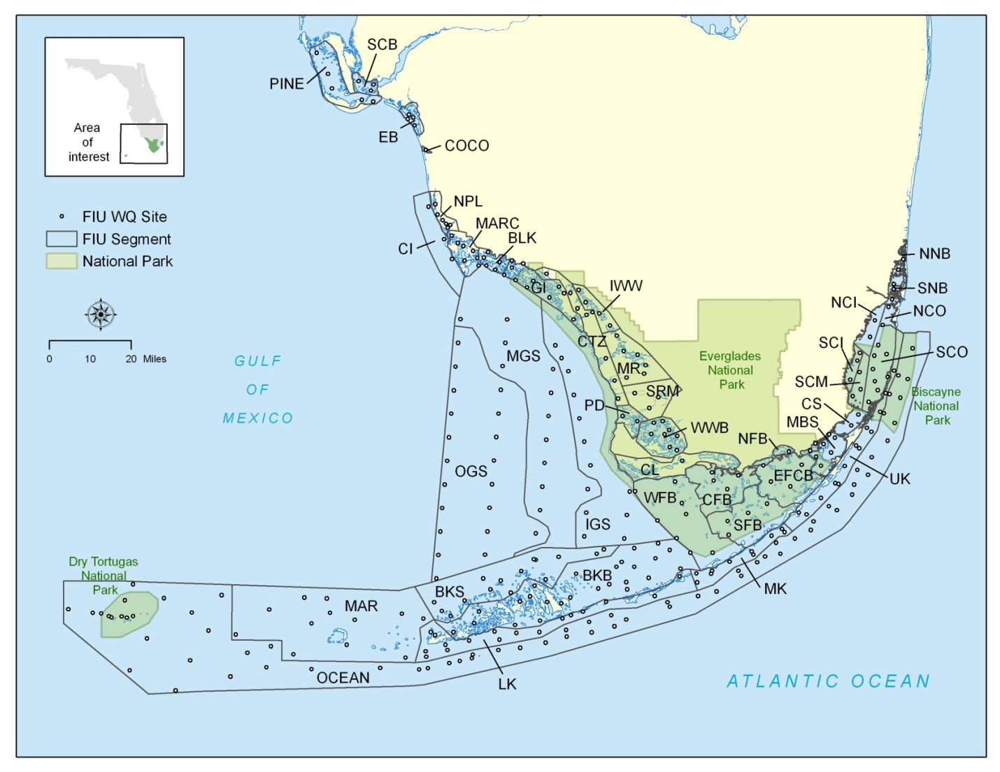 SCB
PINE
EB
COCO
Area
of
interest
FIU WQ Site
FIU Segment
National Park
NPL
MARC
BLK
CI
GI
IWW
NNB
SNB
NCI
NCO
SCI
SCO
SCM
CS
MBS
0 10 20 Miles
GULF
OF
MEXICO
MGS
CTZ
MR
SRM
Everglades
National
Park
Biscayne
National
Park
PD
WWB
NFB
OGS
CL
EFCB
UK
WFB
CFB
SFB
IGS
Dry Tortugas
National
Park
BKS
BKB
MK
MAR
OCEAN
LK
ATLANTIC OCEAN